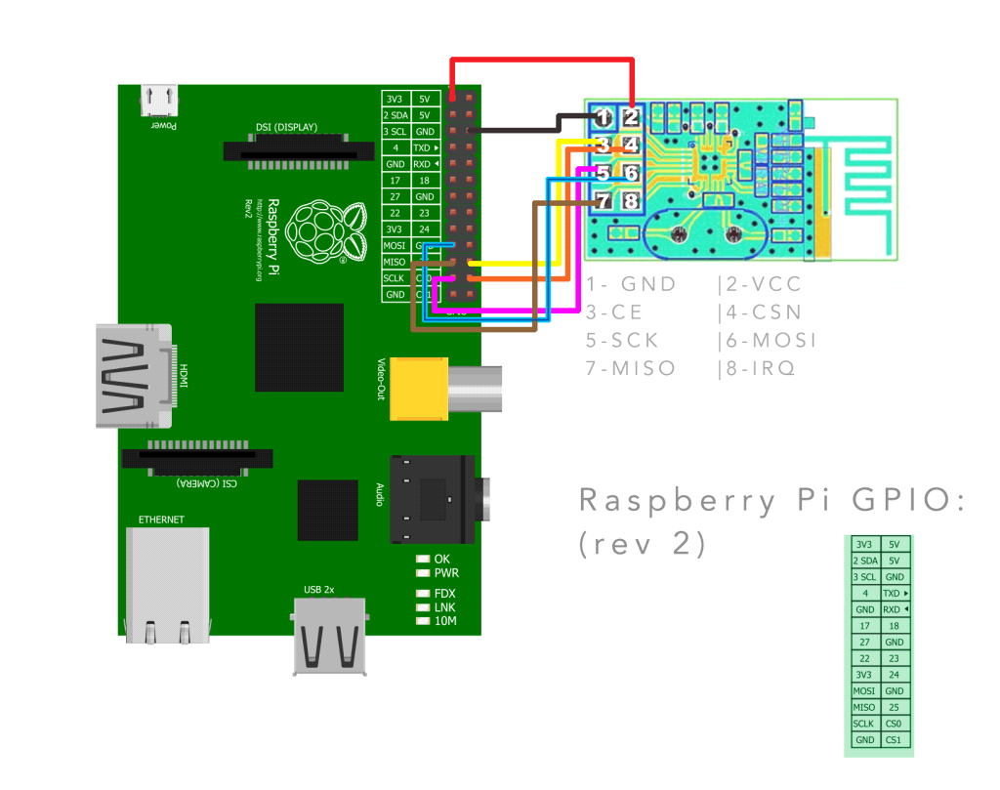 Power
DSI (DISPLAY)
Raspberry Pi
http://www.raspberrypi.org
Rev2
®
3V3 5V
2 SDA 5V
3 SCL GND
4 TXD ▸
GND RXD ◂
17 18
27 GND
22 23
3V3 24
MOSI
MISO
SCLK
GND
HDMI
Video-Out
CSI (CAMERA)
Audio
ETHERNET
USB 2x
OK
PWR
FDX
LNK
10M
1 2
3 4
5 6
7 8
1- GND |2-VCC
3-CE |4-CSN
5-SCK |6-MOSI
7-MISO |8-IRQ
Raspberry Pi GPIO:
(rev 2)
3V3 5V
2 SDA 5V
3 SCL GND
4 TXD ▸
GND RXD ◂
17 18
27 GND
22 23
3V3 24
MOSI GND
MISO 25
SCLK CS0
GND CS1